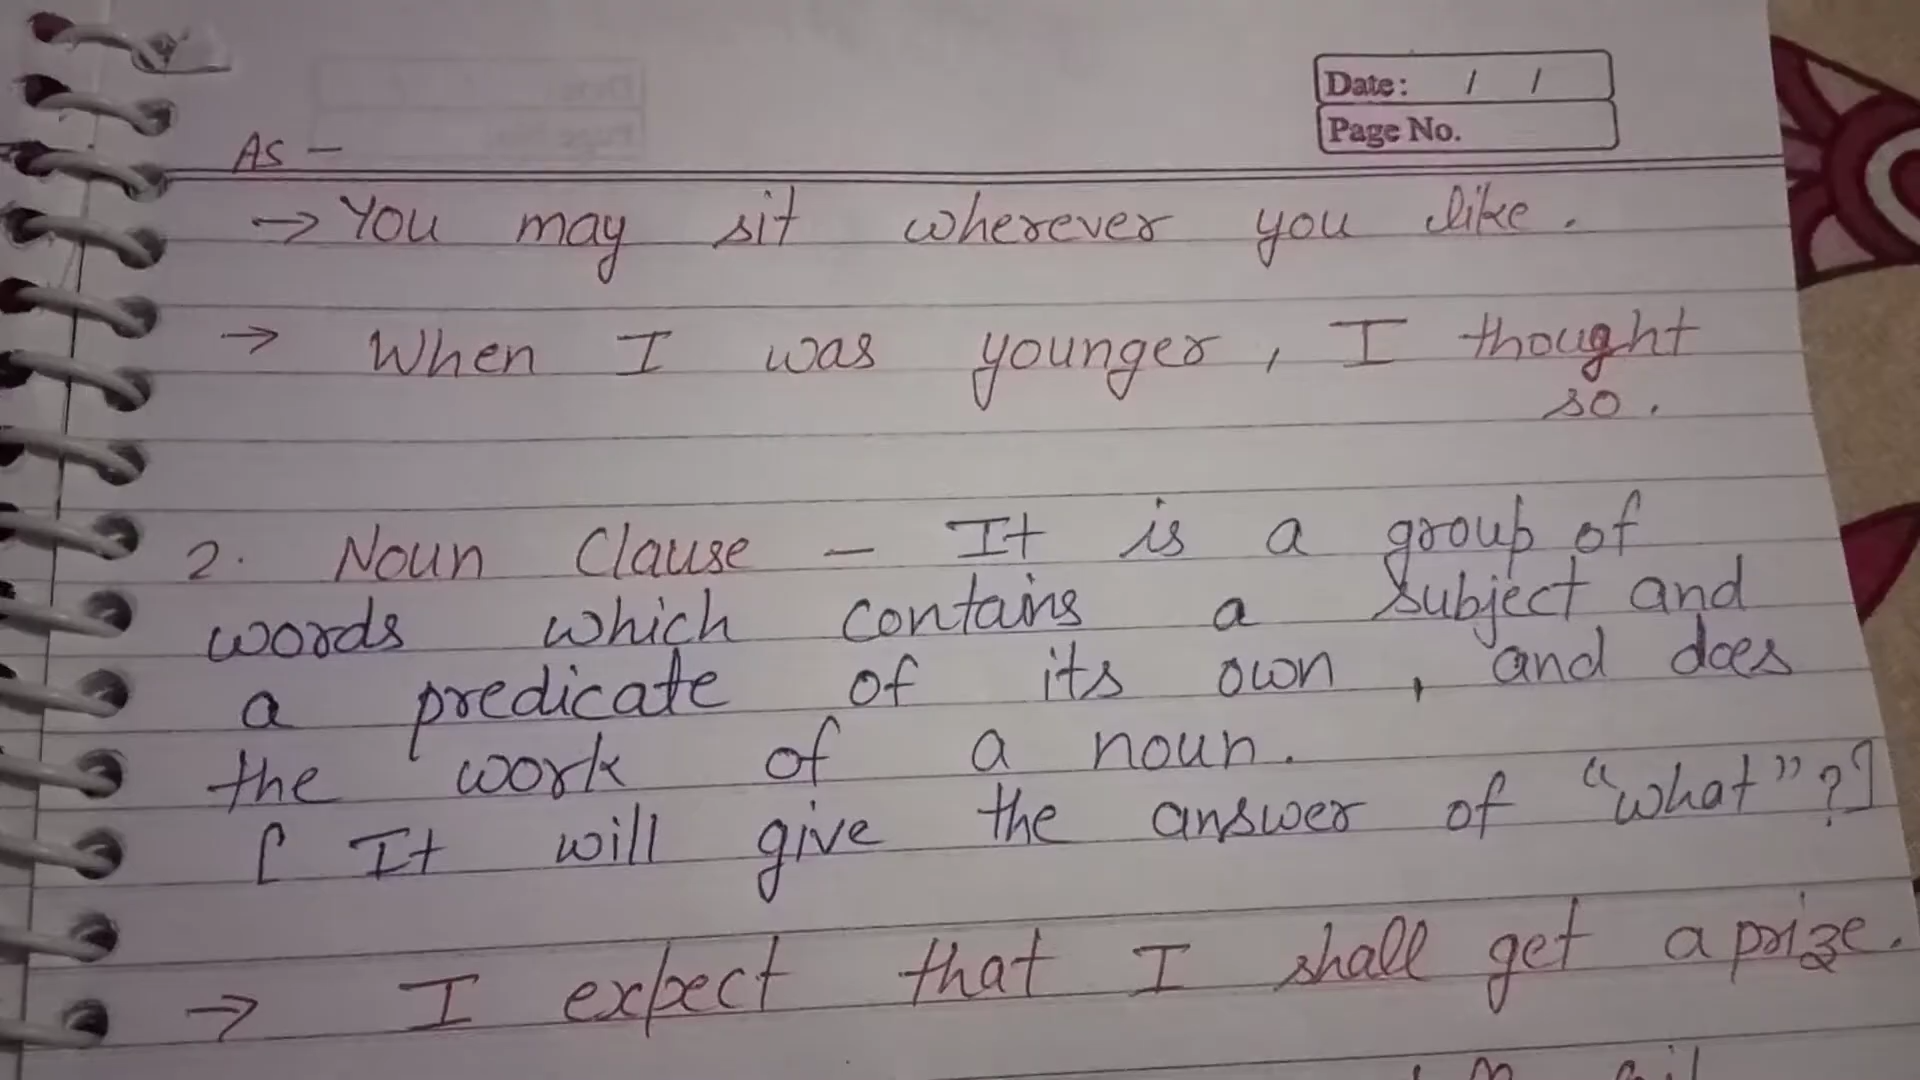 Date: / /
Page No.
AS -
→ You may sit wherever you like.
→ When I was younger, I thought
so.
2. Noun Clause - It is a group of
words which contains a subject and
a predicate of its own, and does
the work of a noun.
[ It will give the answer of "what"?]
→ I expect that I shall get a prize.